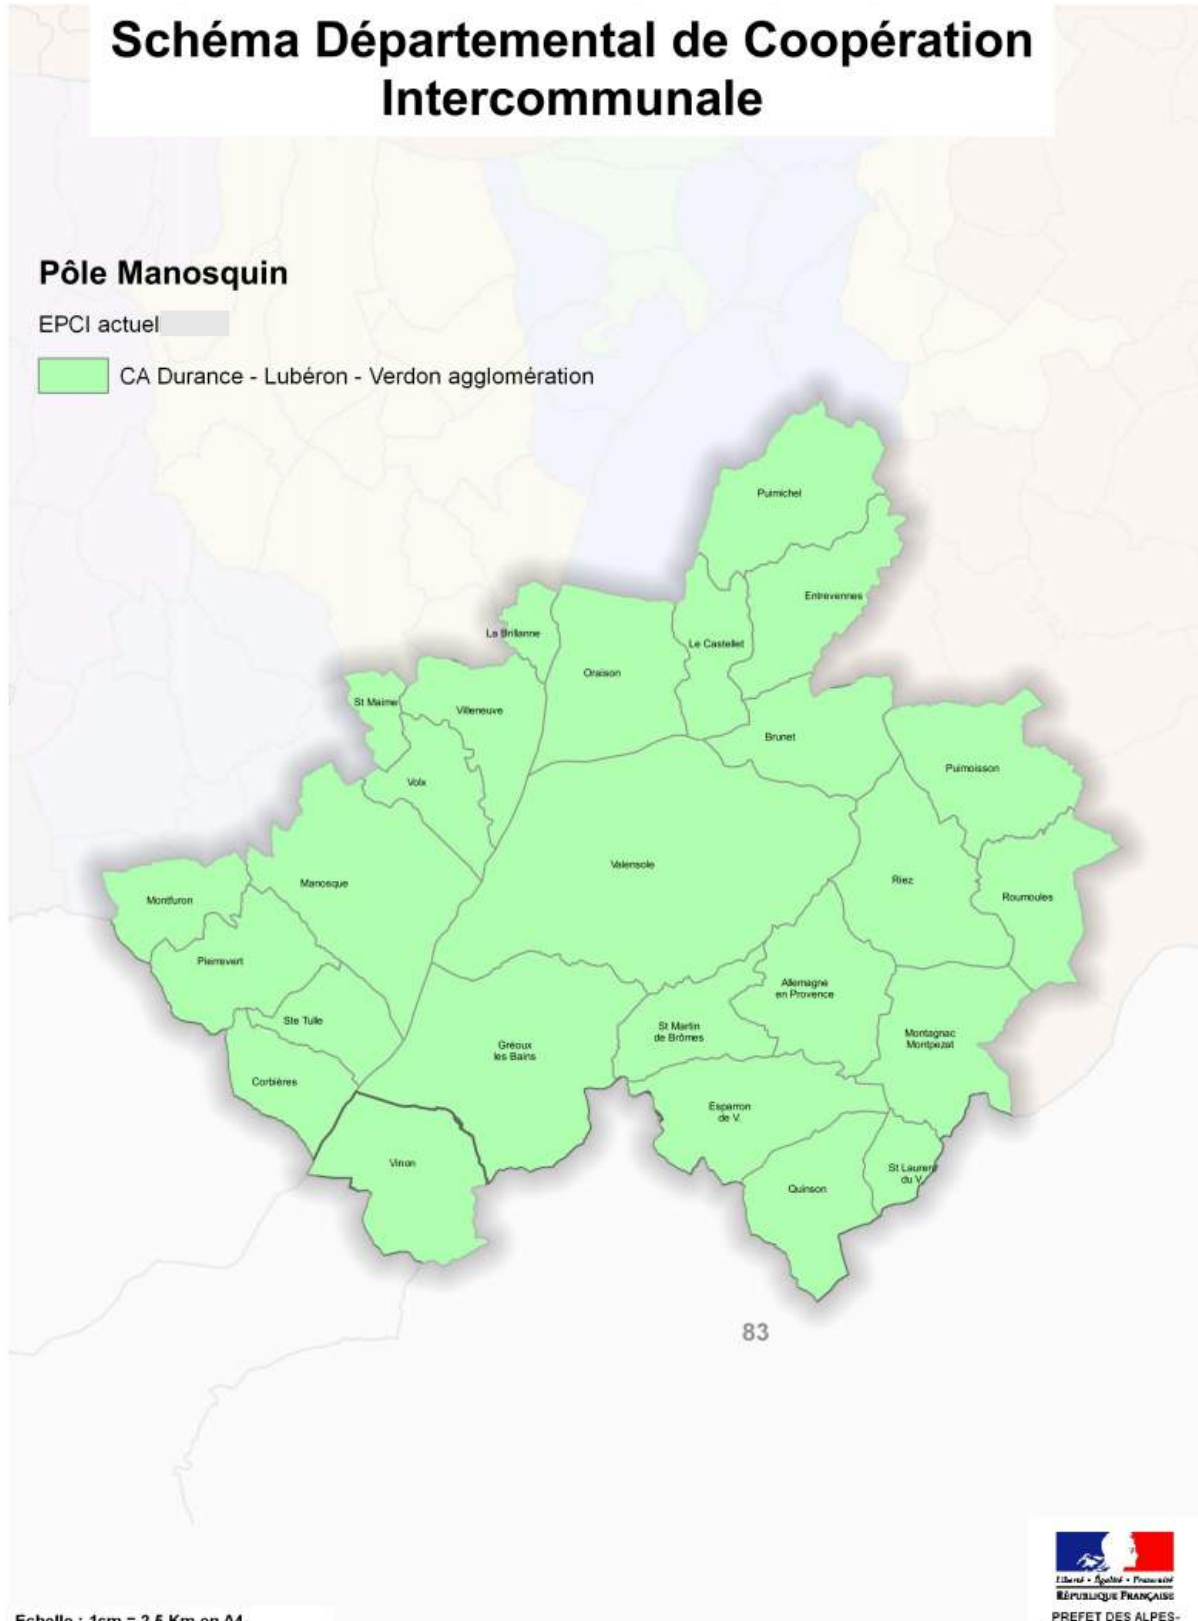 Schéma Départemental de Coopération
Intercommunale
Pôle Manosquin
EPCI actuel
CA Durance - Lubéron - Verdon agglomération
Puimichel
Entrevennes
La Brillanne
Le Castellet
Oraison
St Maime
Villeneuve
Brunet
Puimoisson
Volx
Valensole
Manosque
Riez
Montfuron
Roumoules
Pierrevert
Allemagne
en Provence
Ste Tulle
St Martin
de Brômes
Montagnac
Montpezat
Gréoux
les Bains
Corbières
Esparron
de V.
Vinon
St Laurent
du V.
Quinson
83
Liberté • Égalité • Fraternité
RÉPUBLIQUE FRANÇAISE
PREFET DES ALPES-
Echelle : 1cm = 2,5 Km en A4